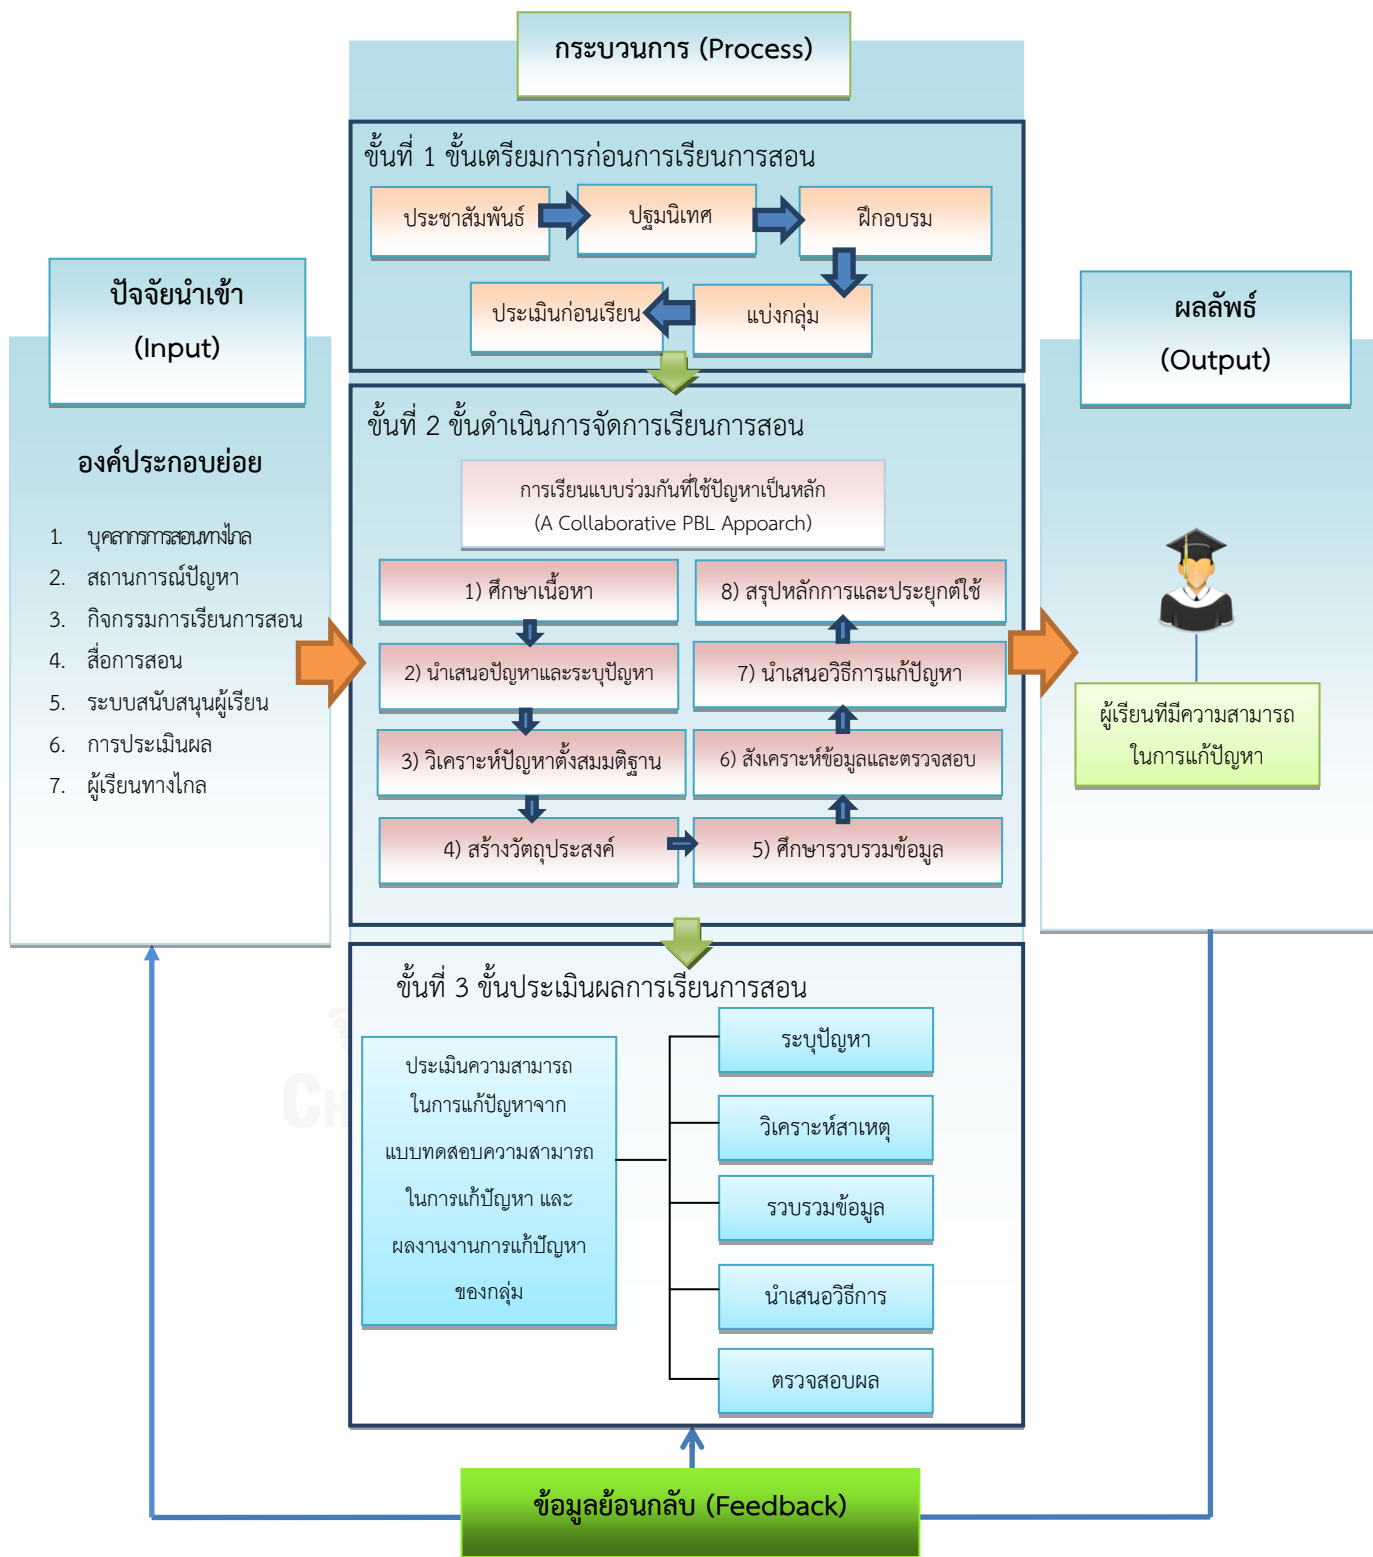 กระบวนการ (Process)
ขั้นที่ 1 ขั้นเตรียมการก่อนการเรียนการสอน
ประชาสัมพันธ์
ปฐมนิเทศ
ฝึกอบรม
ประเมินก่อนเรียน
แบ่งกลุ่ม
ปัจจัยนำเข้า
(Input)
องค์ประกอบย่อย
1. บุคลากรการสอนทางไกล
2. สถานการณ์ปัญหา
3. กิจกรรมการเรียนการสอน
4. สื่อการสอน
5. ระบบสนับสนุนผู้เรียน
6. การประเมินผล
7. ผู้เรียนทางไกล
ขั้นที่ 2 ขั้นดำเนินการจัดการเรียนการสอน
การเรียนแบบร่วมกันที่ใช้ปัญหาเป็นหลัก
(A Collaborative PBL Appoarch)
1) ศึกษาเนื้อหา
2) นำเสนอปัญหาและระบุปัญหา
3) วิเคราะห์ปัญหาตั้งสมมติฐาน
4) สร้างวัตถุประสงค์
5) ศึกษารวบรวมข้อมูล
6) สังเคราะห์ข้อมูลและตรวจสอบ
7) นำเสนอวิธีการแก้ปัญหา
8) สรุปหลักการและประยุกต์ใช้
ผลลัพธ์
(Output)
ผู้เรียนที่มีความสามารถ
ในการแก้ปัญหา
ขั้นที่ 3 ขั้นประเมินผลการเรียนการสอน
ประเมินความสามารถ
ในการแก้ปัญหาจาก
แบบทดสอบความสามารถ
ในการแก้ปัญหา และ
ผลงานงานการแก้ปัญหา
ของกลุ่ม
ระบุปัญหา
วิเคราะห์สาเหตุ
รวบรวมข้อมูล
นำเสนอวิธีการ
ตรวจสอบผล
ข้อมูลย้อนกลับ (Feedback)